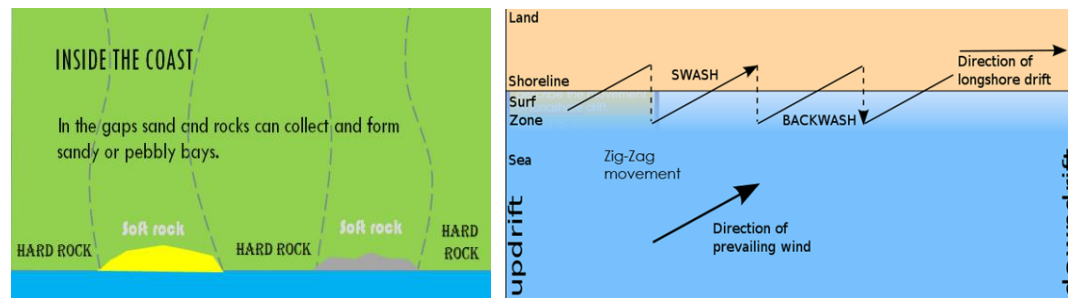 INSIDE THE COAST
In the gaps sand and rocks can collect and form
sandy or pebbly bays.
Soft rock
Soft rock
HARD ROCK
HARD ROCK
HARD
ROCK
Land
SWASH
Direction of
longshore drift
Shoreline
Surf
Zone
BACKWASH
Sea
Zig-Zag
movement
Direction of
prevailing wind
updrift